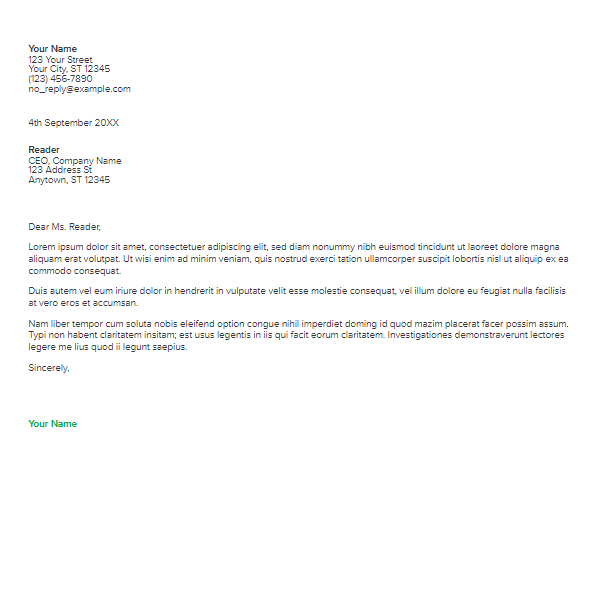 Your Name
123 Your Street
Your City, ST 12345
(123) 456-7890
no_reply@example.com
4th September 20XX
Reader
CEO, Company Name
123 Address St
Anytown, ST 12345
Dear Ms. Reader,
Lorem ipsum dolor sit amet, consectetuer adipiscing elit, sed diam nonummy nibh euismod tincidunt ut laoreet dolore magna
aliquam erat volutpat. Ut wisi enim ad minim veniam, quis nostrud exerci tation ullamcorper suscipit lobortis nisl ut aliquip ex ea
commodo consequat.
Duis autem vel eum iriure dolor in hendrerit in vulputate velit esse molestie consequat, vel illum dolore eu feugiat nulla facilisis
at vero eros et accumsan.
Nam liber tempor cum soluta nobis eleifend option congue nihil imperdiet doming id quod mazim placerat facer possim assum.
Typi non habent claritatem insitam; est usus legentis in iis qui facit eorum claritatem. Investigationes demonstraverunt lectores
legere me lius quod ii legunt saepius.
Sincerely,
Your Name